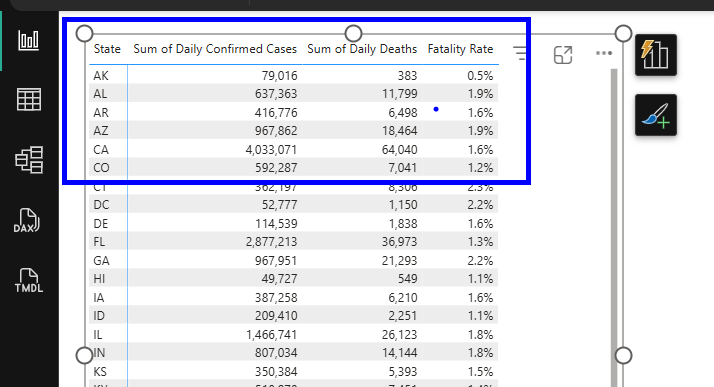 State Sum of Daily Confirmed Cases Sum of Daily Deaths Fatality Rate
AK 79,016 383 0.5%
AL 637,363 11,799 1.9%
AR 416,776 6,498 1.6%
AZ 967,862 18,464 1.9%
CA 4,033,071 64,040 1.6%
CO 592,287 7,041 1.2%
CT 362,197 8,306 2.3%
DC 52,777 1,150 2.2%
DE 114,539 1,838 1.6%
FL 2,877,213 36,973 1.3%
GA 967,951 21,293 2.2%
HI 49,727 549 1.1%
IA 387,258 6,210 1.6%
ID 209,410 2,251 1.1%
IL 1,466,741 26,123 1.8%
IN 807,034 14,144 1.8%
KS 350,384 5,393 1.5%
DAX
TMDL